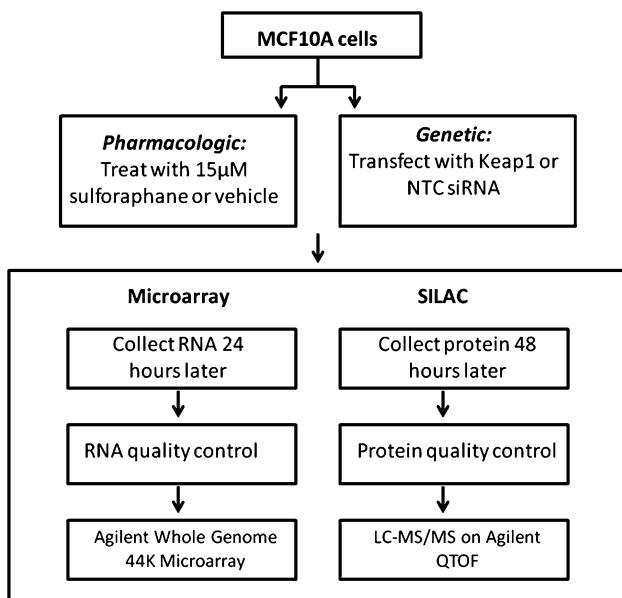 MCF10A cells
Pharmacologic:
Treat with 15µM
sulforaphane or vehicle
Genetic:
Transfect with Keap1 or
NTC siRNA
Microarray
Collect RNA 24
hours later
RNA quality control
Agilent Whole Genome
44K Microarray
SILAC
Collect protein 48
hours later
Protein quality control
LC-MS/MS on Agilent
QTOF